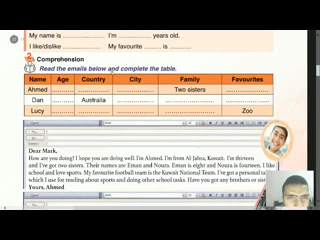 My name is ............... I'm ............... years old.
I like/dislike ............... My favourite ......... is .........
Comprehension
Read the emails below and complete the table.
Name Age Country City Family Favourites
Ahmed ............ ............ ............ Two sisters ............
Dan ............ Australia ............ ............ ............
Lucy ............ ............ ............ ............ Zoo
Dear Mark,
How are you doing? I hope you are doing well. I'm Ahmed. I'm from Al-Jahra, Kuwait. I'm thirteen
and I've got two sisters. Their names are Eman and Noura. Eman is eight and Noura is fourteen. I like
school and love sports. My favourite football team is the Kuwait National Team. I've got a personal
which I use for reading about sports and doing other school tasks. Have you got any brothers or
Yours, Ahmed